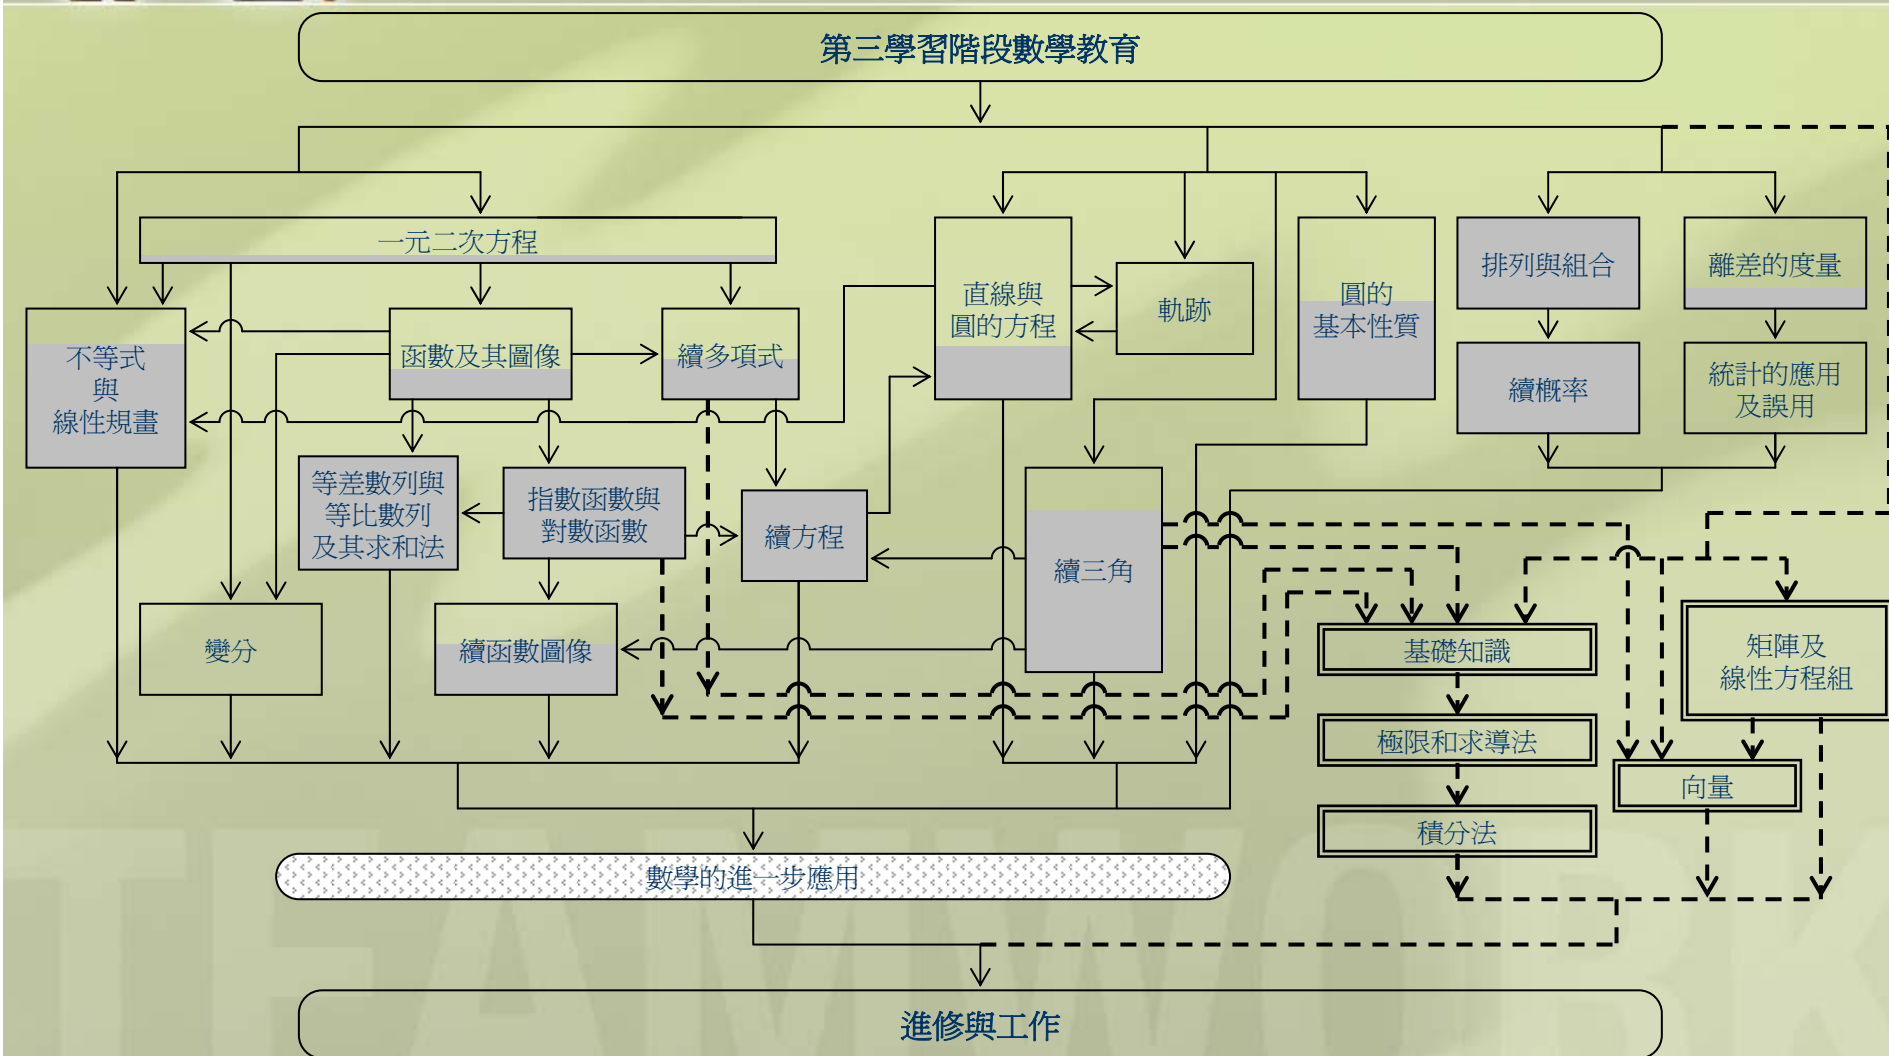 第三學習階段數學教育
一元二次方程
不等式
與
線性規畫
函數及其圖像
續多項式
直線與
圓的方程
軌跡
圓的
基本性質
排列與組合
離差的度量
續概率
統計的應用
及誤用
等差數列與
等比數列
及其求和法
指數函數與
對數函數
續方程
續三角
變分
續函數圖像
基礎知識
矩陣及
線性方程組
極限和求導法
向量
積分法
數學的進一步應用
進修與工作
TEAMWORK